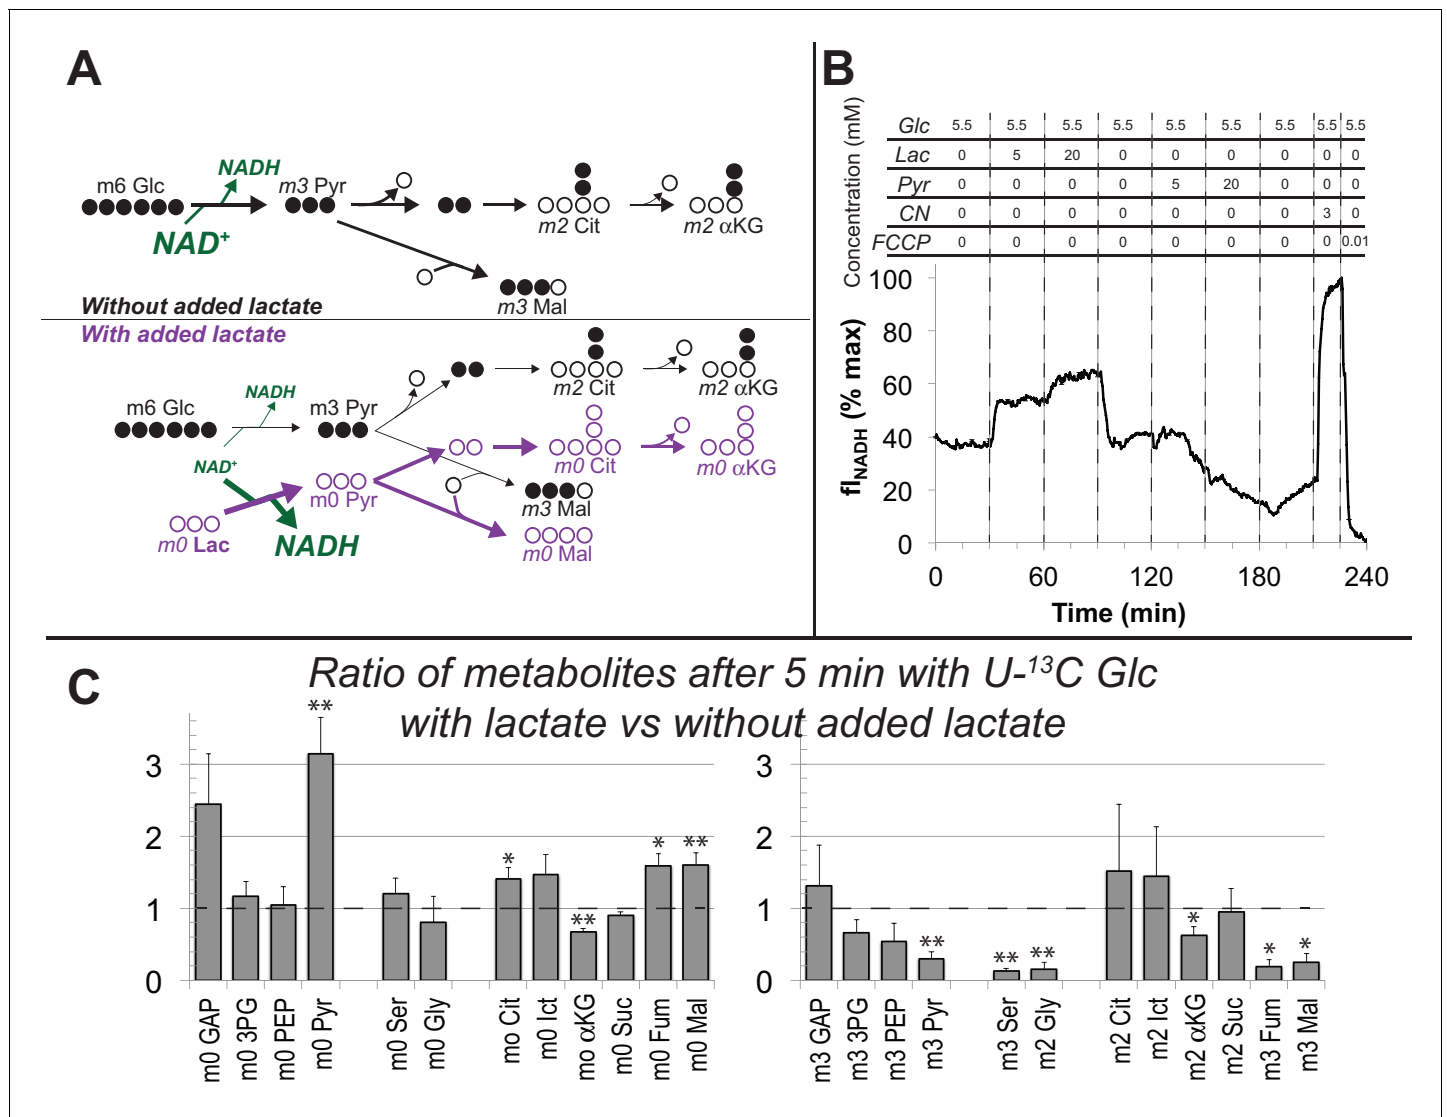 A
m6 Glc
NADH
NAD+
m3 Pyr
m2 Cit
m2 αKG
m3 Mal
Without added lactate
With added lactate
m6 Glc
NADH
NAD+
m3 Pyr
m2 Cit
m2 αKG
m0 Cit
m0 αKG
m0 Pyr
m0 Lac
NADH
m3 Mal
m0 Mal
B
Concentration (mM)
Glc 5.5 5.5 5.5 5.5 5.5 5.5 5.5 5.5 5.5
Lac 0 5 20 0 0 0 0 0 0
Pyr 0 0 0 0 5 20 0 0 0
CN 0 0 0 0 0 0 0 3 0
FCCP 0 0 0 0 0 0 0 0 0.01
flNADH (% max)
100
80
60
40
20
0
0 60 120 180 240
Time (min)
C
Ratio of metabolites after 5 min with U-13C Glc
with lactate vs without added lactate
3
2
1
0
**
*
**
*
**
m0 GAP
m0 3PG
m0 PEP
m0 Pyr
m0 Ser
m0 Gly
mo Cit
m0 Ict
mo αKG
m0 Suc
m0 Fum
m0 Mal
3
2
1
0
**
**
**
*
*
*
m3 GAP
m3 3PG
m3 PEP
m3 Pyr
m3 Ser
m2 Gly
m2 Cit
m2 Ict
m2 αKG
m2 Suc
m3 Fum
m3 Mal